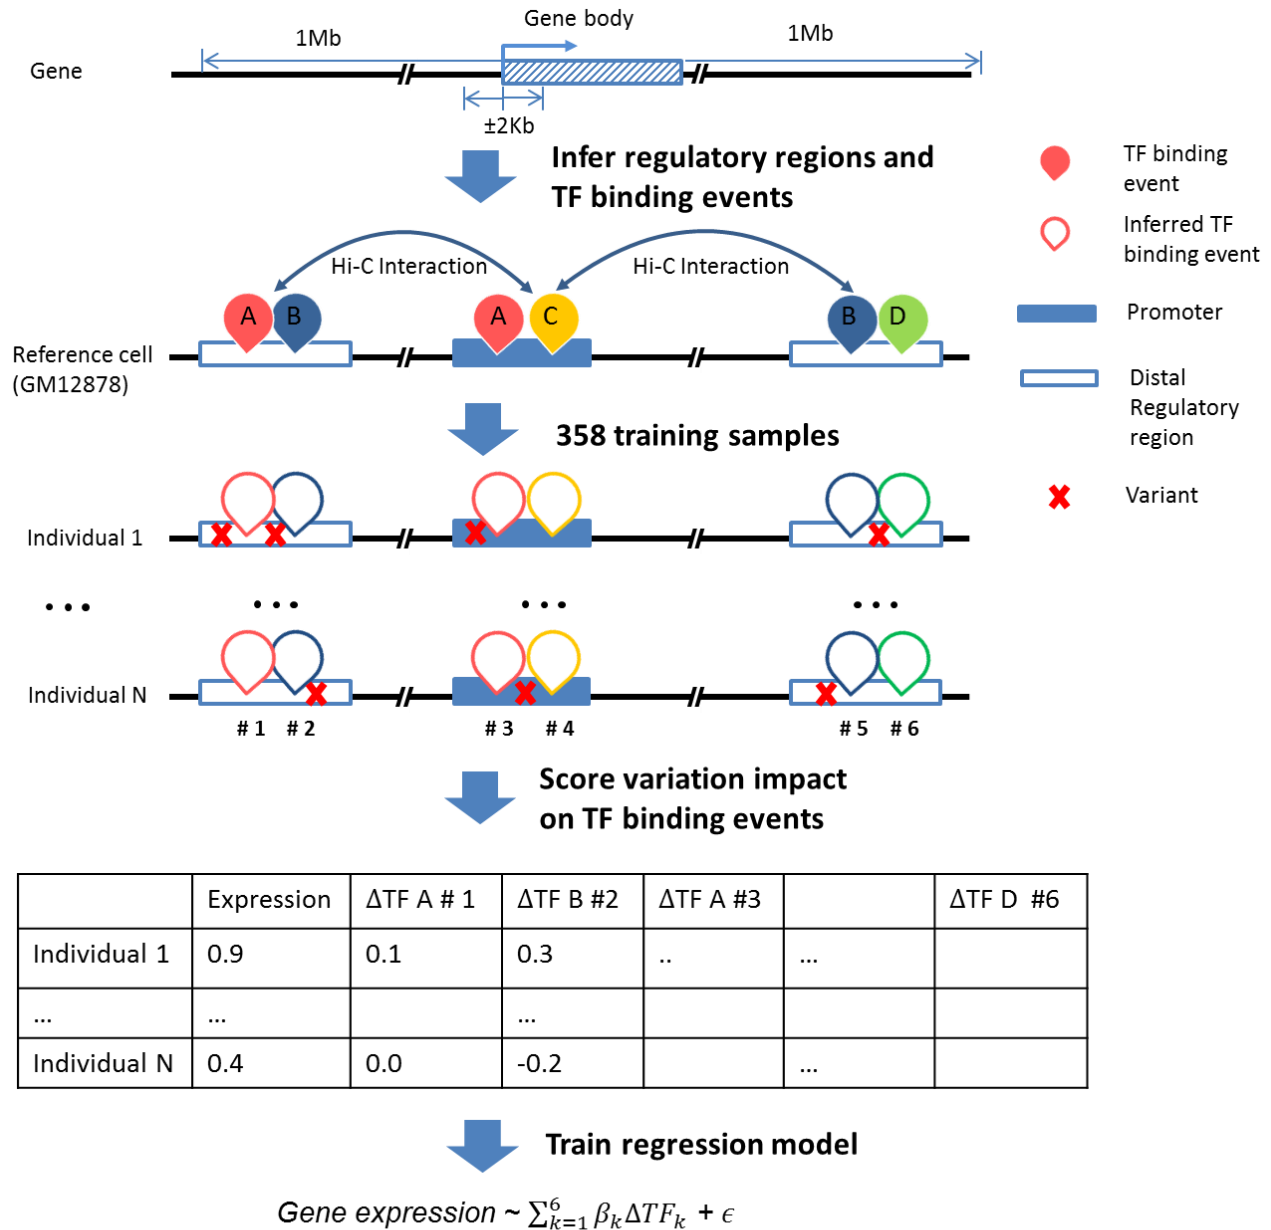 Gene body
1Mb
1Mb
Gene
±2Kb
Infer regulatory regions and
TF binding events
TF binding
event
Inferred TF
binding event
Promoter
Distal
Regulatory
region
Variant
Hi-C Interaction
Hi-C Interaction
A B A C B D
Reference cell
(GM12878)
358 training samples
Individual 1
... ... ... ...
Individual N
# 1 # 2 # 3 # 4 # 5 # 6
Score variation impact
on TF binding events
Expression ΔTF A # 1 ΔTF B #2 ΔTF A #3 ΔTF D #6
Individual 1 0.9 0.1 0.3 .. ...
... ... ...
Individual N 0.4 0.0 -0.2 ...
Train regression model
Gene expression ~ ∑⁶ₖ₌₁ βₖΔTFₖ + ϵ